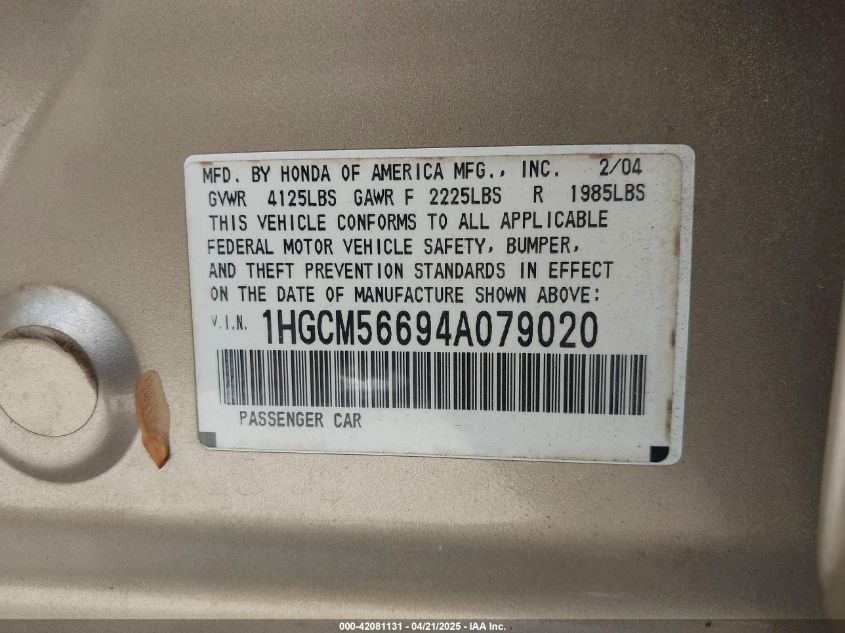 MFD. BY HONDA OF AMERICA MFG., INC. 2/04
GVWR 4125LBS GAWR F 2225LBS R 1985LBS
THIS VEHICLE CONFORMS TO ALL APPLICABLE
FEDERAL MOTOR VEHICLE SAFETY, BUMPER,
AND THEFT PREVENTION STANDARDS IN EFFECT
ON THE DATE OF MANUFACTURE SHOWN ABOVE:
V.I.N. 1HGCM56694A079020
PASSENGER CAR
000-42081131 - 04/21/2025 - IAA Inc.